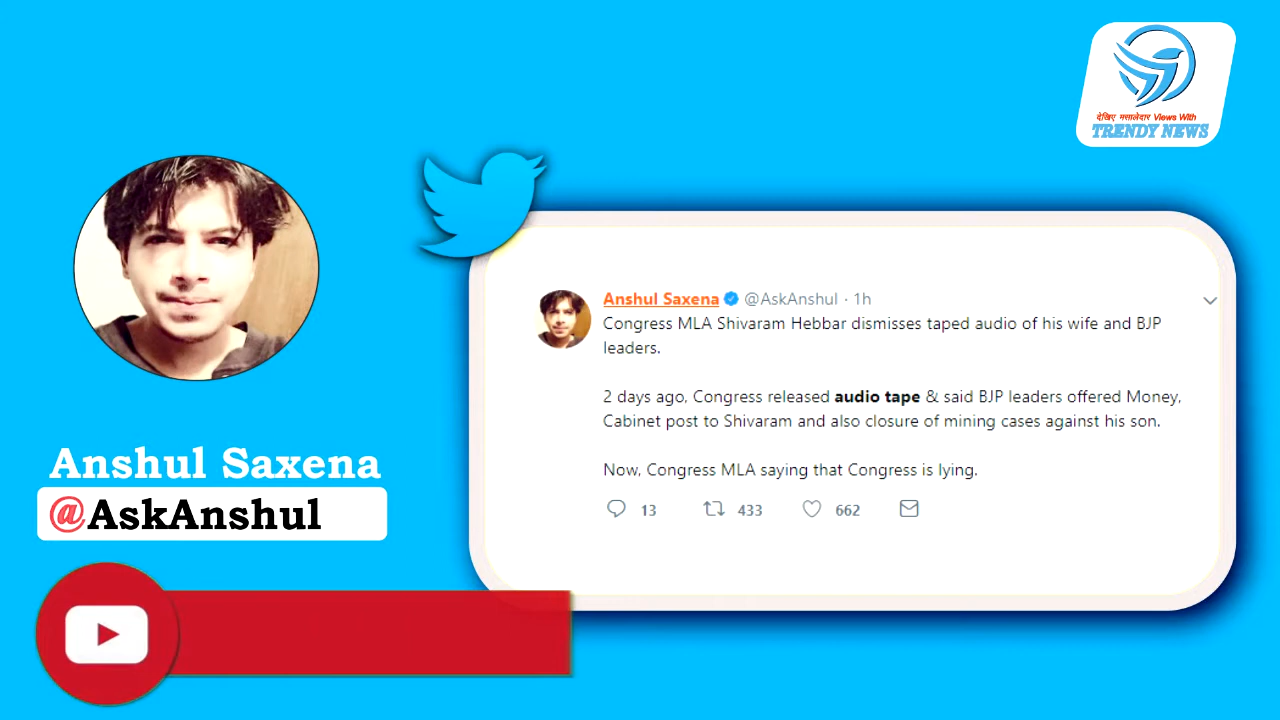 देखिए मसालेदार Views With
TRENDY NEWS
Anshul Saxena @AskAnshul · 1h
Congress MLA Shivaram Hebbar dismisses taped audio of his wife and BJP
leaders.
2 days ago, Congress released audio tape & said BJP leaders offered Money,
Cabinet post to Shivaram and also closure of mining cases against his son.
Now, Congress MLA saying that Congress is lying.
13 433 662
Anshul Saxena
@AskAnshul